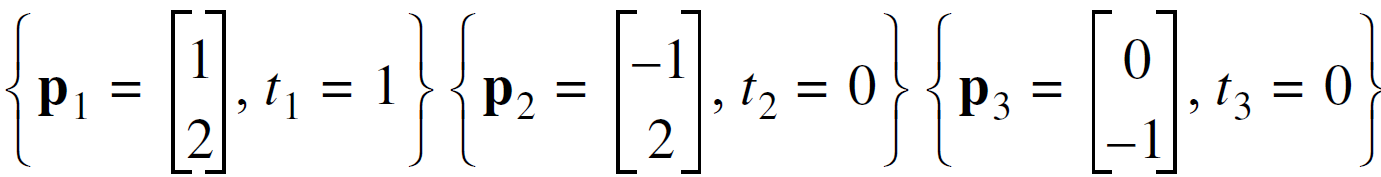 {p₁ = [1 2], t₁ = 1} {p₂ = [−1 2], t₂ = 0} {p₃ = [0 −1], t₃ = 0}